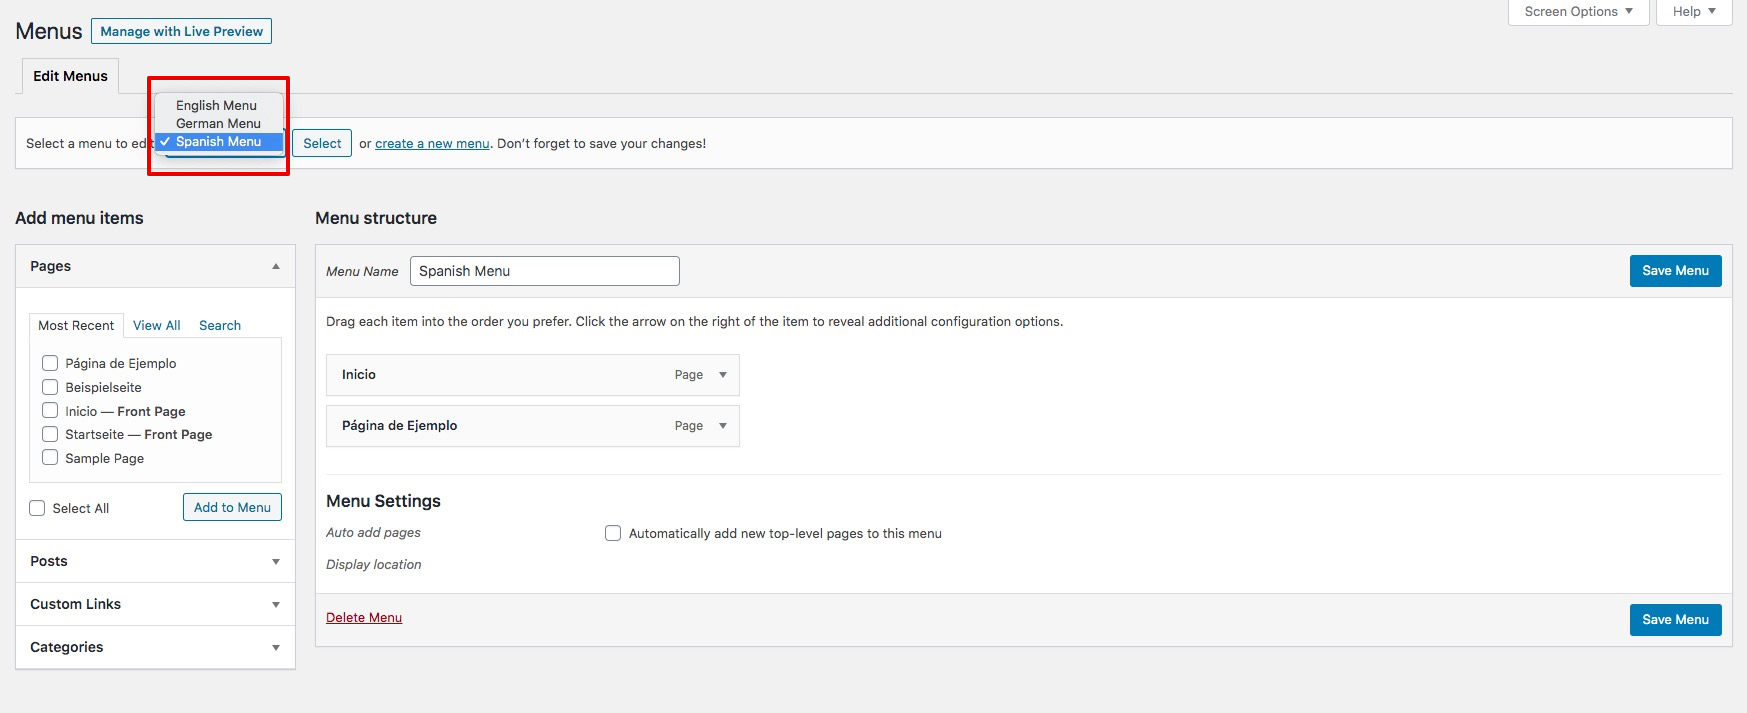 Screen Options
Help
Menus
Manage with Live Preview
Edit Menus
English Menu
German Menu
Spanish Menu
Select a menu to edit
Select
or create a new menu. Don't forget to save your changes!
Add menu items
Menu structure
Pages
Most Recent
View All
Search
Página de Ejemplo
Beispielseite
Inicio — Front Page
Startseite — Front Page
Sample Page
Select All
Add to Menu
Posts
Custom Links
Categories
Menu Name
Spanish Menu
Save Menu
Drag each item into the order you prefer. Click the arrow on the right of the item to reveal additional configuration options.
Inicio
Page
Página de Ejemplo
Page
Menu Settings
Auto add pages
Automatically add new top-level pages to this menu
Display location
Delete Menu
Save Menu